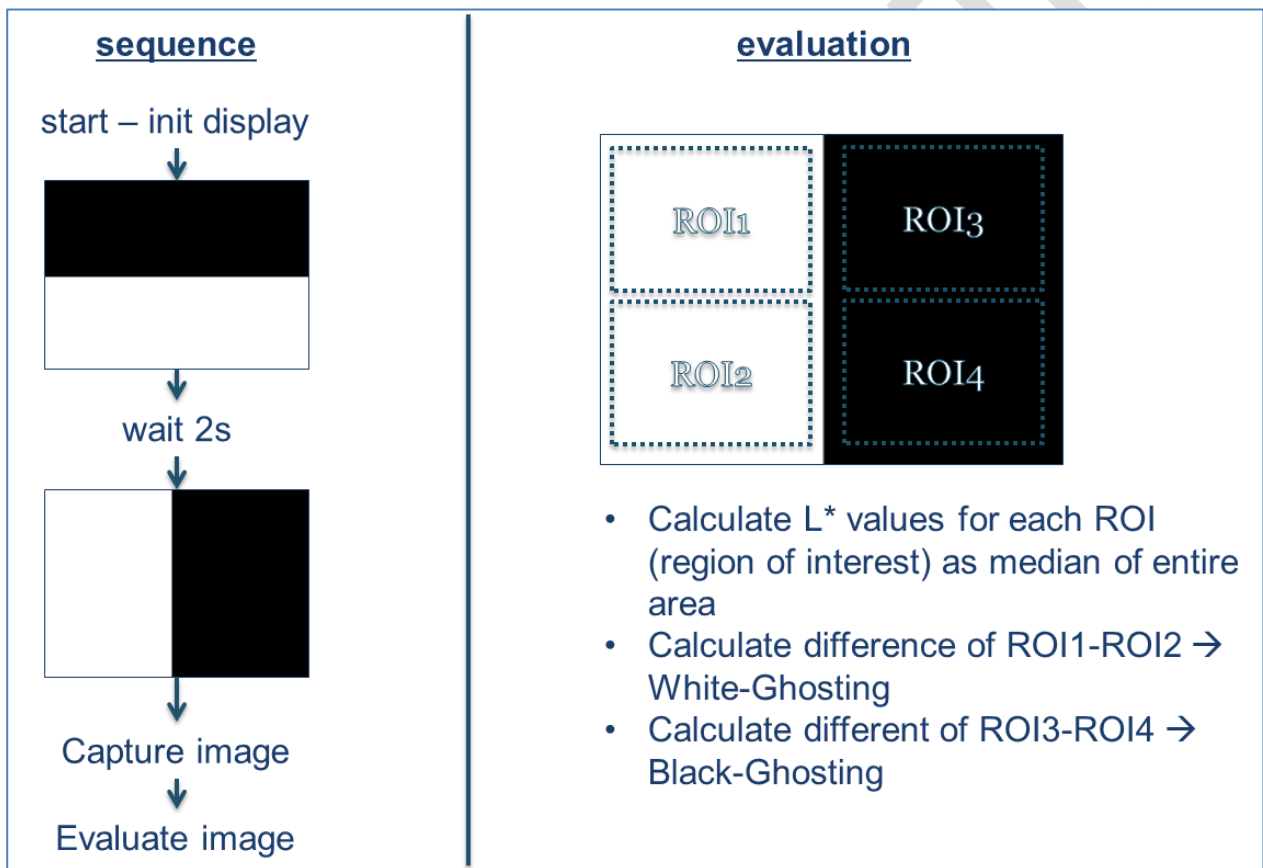 sequence
start – init display
wait 2s
Capture image
Evaluate image
evaluation
ROI1
ROI3
ROI2
ROI4
• Calculate L* values for each ROI
(region of interest) as median of entire
area
• Calculate difference of ROI1-ROI2 →
White-Ghosting
• Calculate different of ROI3-ROI4 →
Black-Ghosting